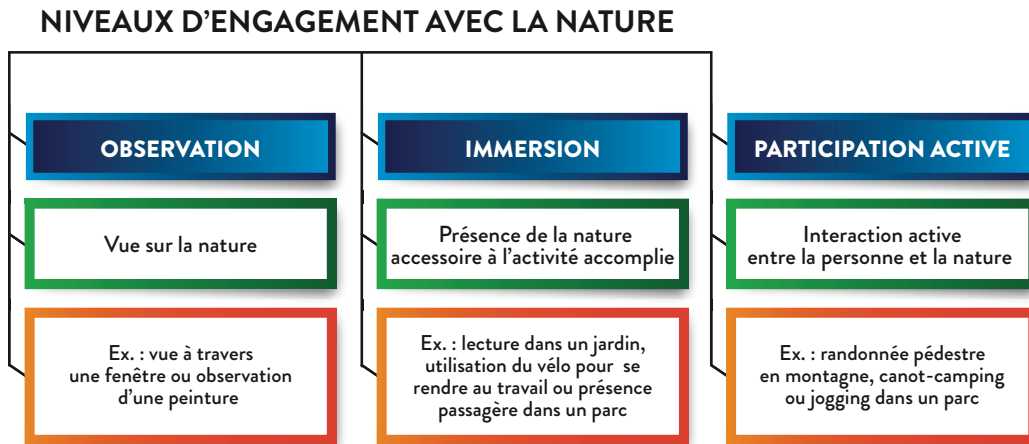 NIVEAUX D’ENGAGEMENT AVEC LA NATURE
OBSERVATION
Vue sur la nature
Ex. : vue à travers
une fenêtre ou observation
d’une peinture
IMMERSION
Présence de la nature
accessoire à l’activité accomplie
Ex. : lecture dans un jardin,
utilisation du vélo pour se
rendre au travail ou présence
passagère dans un parc
PARTICIPATION ACTIVE
Interaction active
entre la personne et la nature
Ex. : randonnée pédestre
en montagne, canot-camping
ou jogging dans un parc